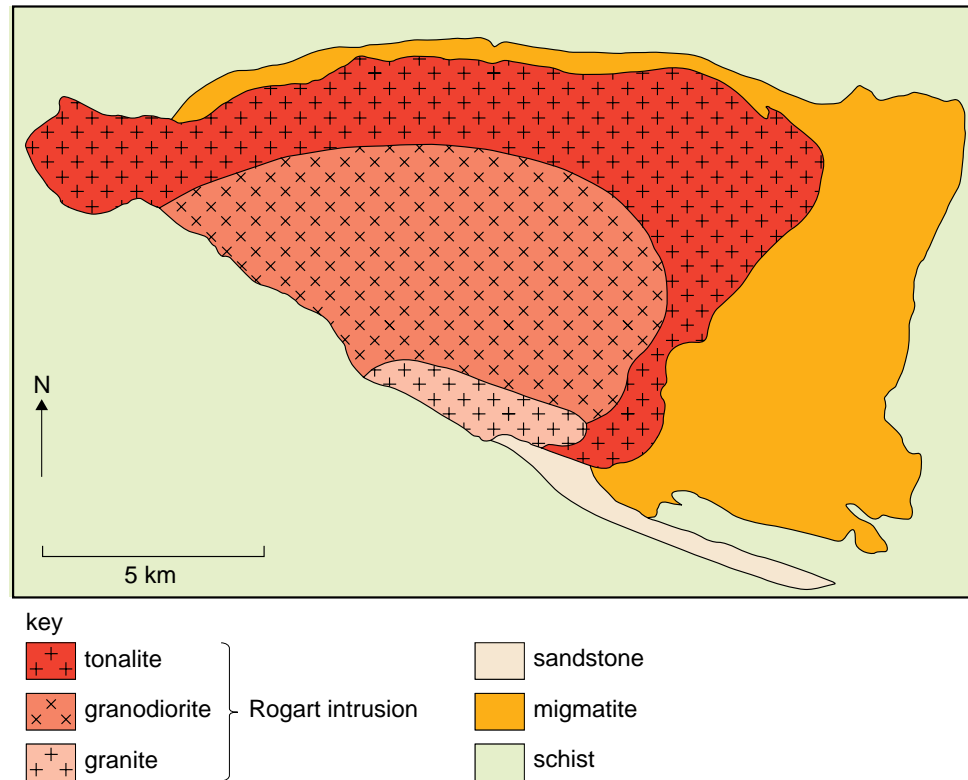 N
5 km
key
tonalite
granodiorite
granite
Rogart intrusion
sandstone
migmatite
schist